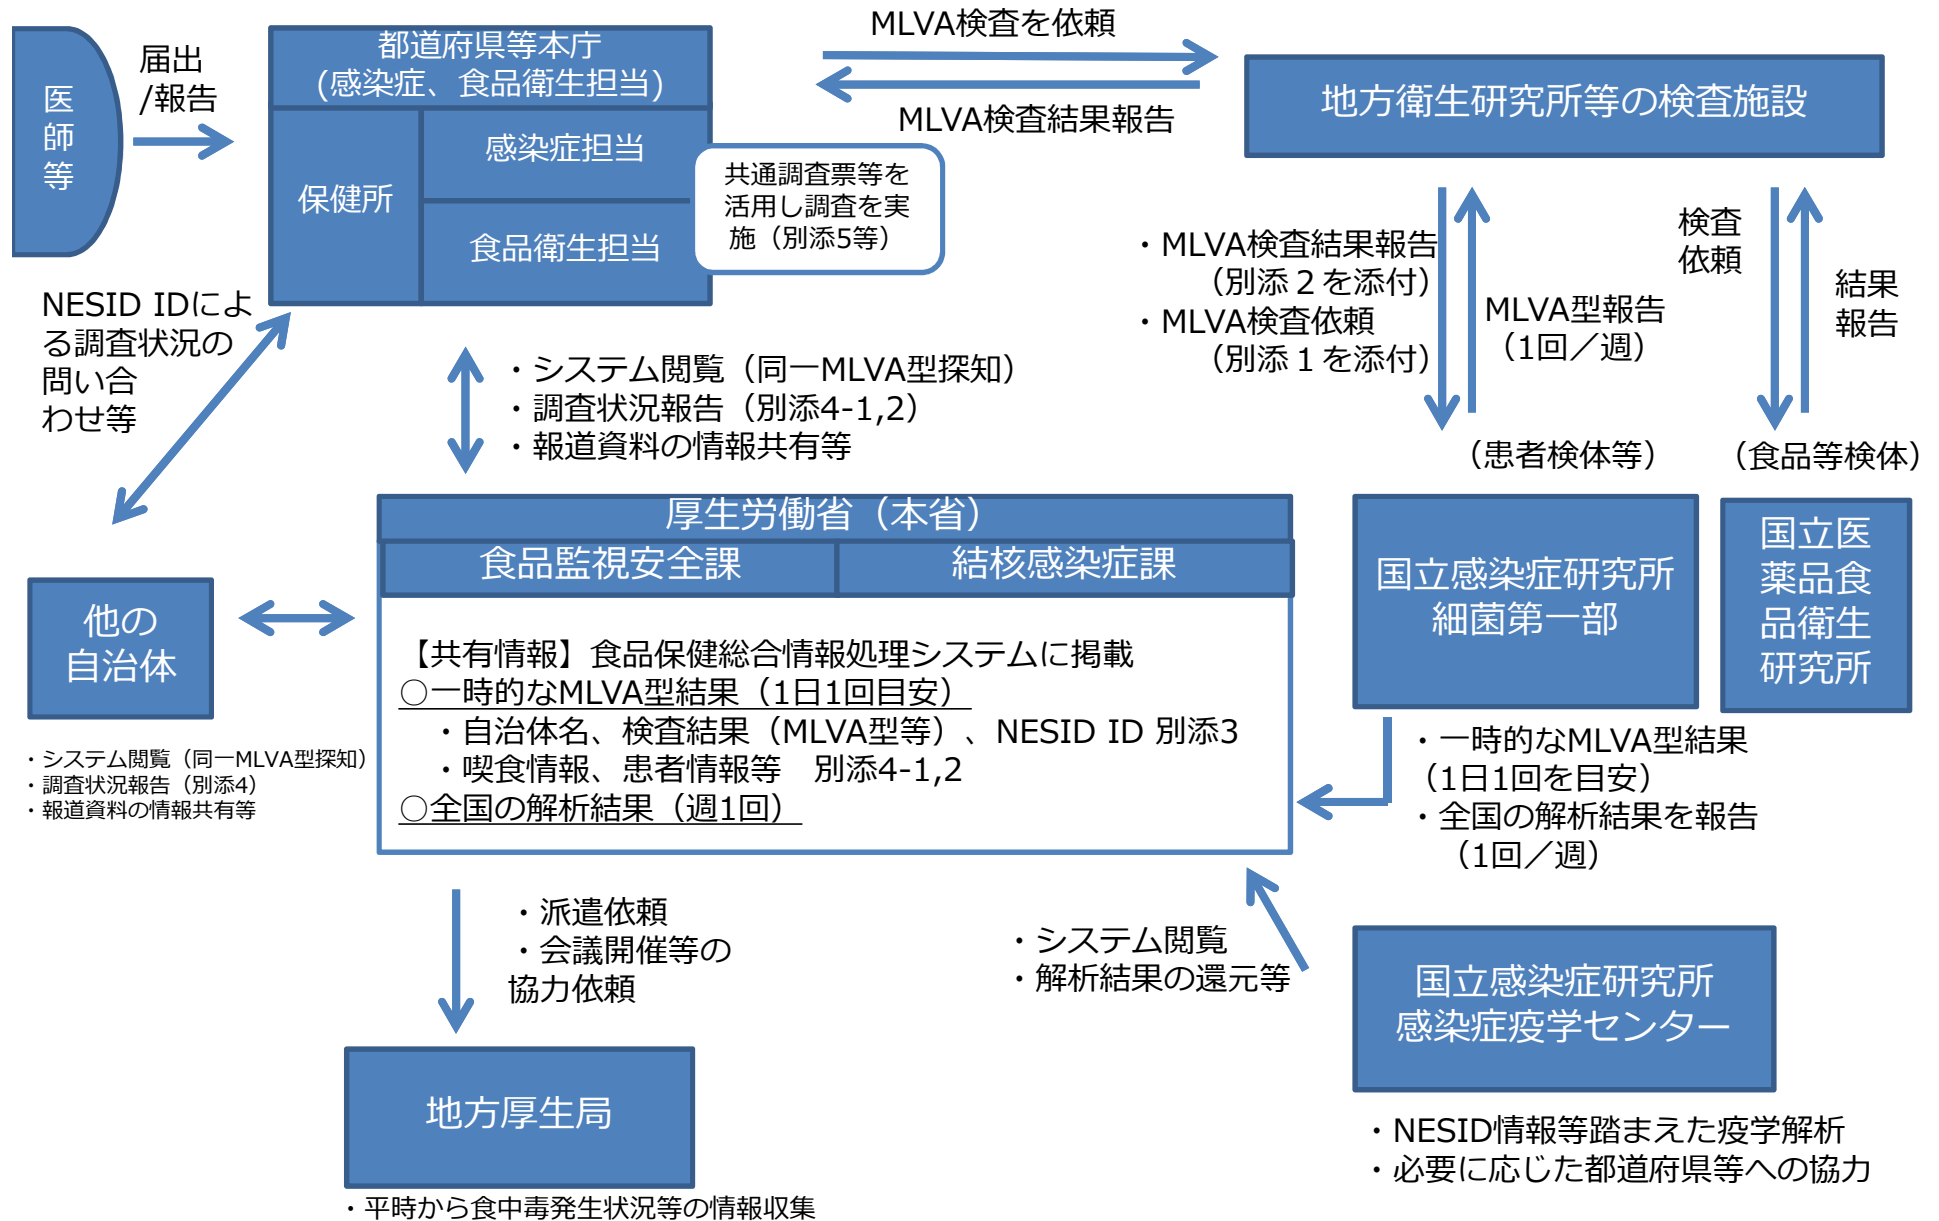 医
師
等
届出
/報告
都道府県等本庁
(感染症、食品衛生担当)
保健所
感染症担当
食品衛生担当
共通調査票等を
活用し調査を実
施（別添5等）
MLVA検査を依頼
MLVA検査結果報告
地方衛生研究所等の検査施設
・MLVA検査結果報告
（別添２を添付）
・MLVA検査依頼
（別添１を添付）
MLVA型報告
（1回／週）
検査
依頼
結果
報告
（患者検体等）
（食品等検体）
NESID IDによ
る調査状況の
問い合
わせ等
・システム閲覧（同一MLVA型探知）
・調査状況報告（別添4-1,2）
・報道資料の情報共有等
厚生労働省（本省）
食品監視安全課
結核感染症課
【共有情報】食品保健総合情報処理システムに掲載
○一時的なMLVA型結果（1日1回目安）
・自治体名、検査結果（MLVA型等）、NESID ID 別添3
・喫食情報、患者情報等　別添4-1,2
○全国の解析結果（週1回）
国立感染症研究所
細菌第一部
国立医
薬品食
品衛生
研究所
他の
自治体
・システム閲覧（同一MLVA型探知）
・調査状況報告（別添4）
・報道資料の情報共有等
・一時的なMLVA型結果
（1日1回を目安）
・全国の解析結果を報告
（1回／週）
・派遣依頼
・会議開催等の
協力依頼
・システム閲覧
・解析結果の還元等
国立感染症研究所
感染症疫学センター
地方厚生局
・NESID情報等踏まえた疫学解析
・必要に応じた都道府県等への協力
・平時から食中毒発生状況等の情報収集